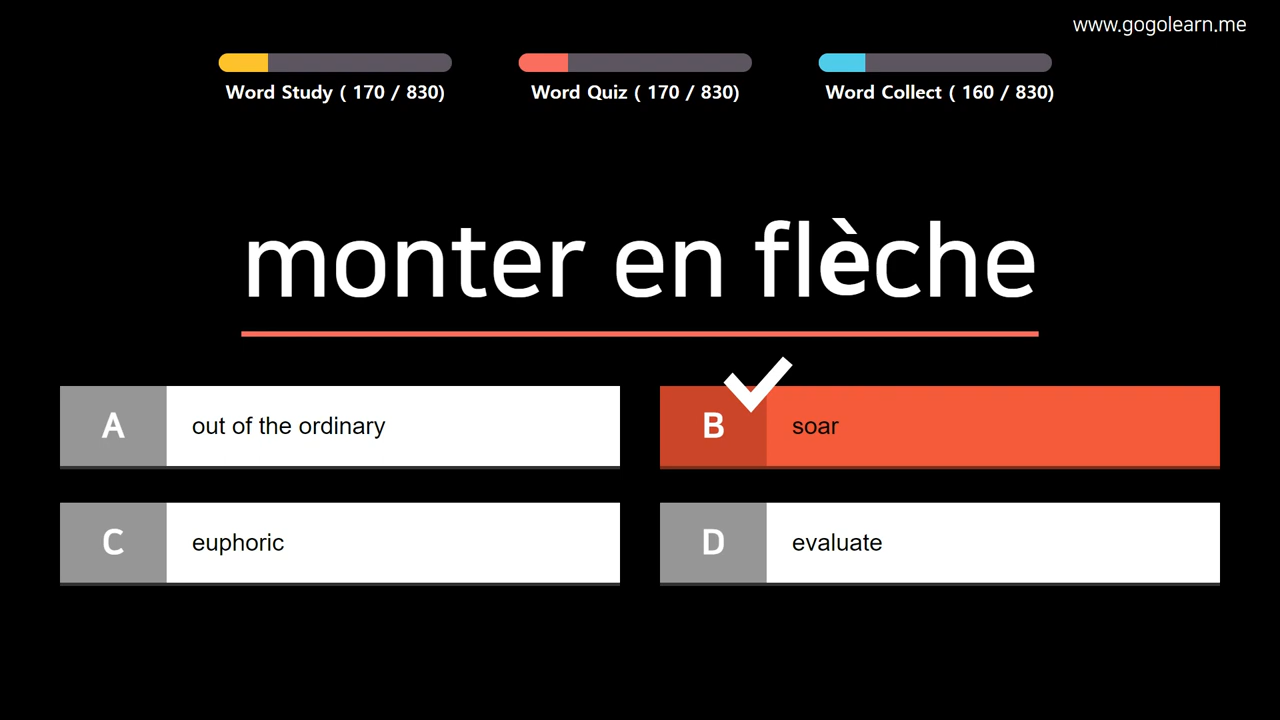 www.gogolearn.me
Word Study ( 170 / 830)
Word Quiz ( 170 / 830)
Word Collect ( 160 / 830)
monter en flèche
A
out of the ordinary
B
soar
C
euphoric
D
evaluate